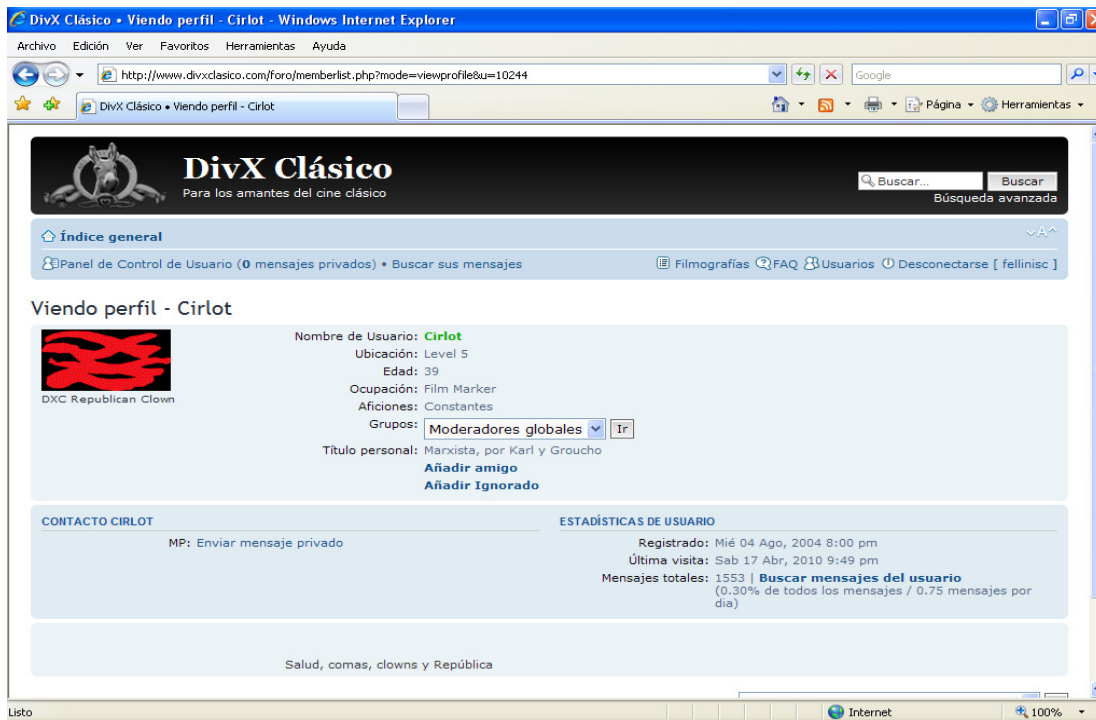 DivX Clásico • Viendo perfil - Cirlot - Windows Internet Explorer
Archivo Edición Ver Favoritos Herramientas Ayuda
http://www.divxclasico.com/foro/memberlist.php?mode=viewprofile&u=10244
Google
DivX Clásico • Viendo perfil - Cirlot
Página Herramientas
DivX Clásico
Para los amantes del cine clásico
Buscar... Buscar
Búsqueda avanzada
Índice general
A
Panel de Control de Usuario (0 mensajes privados) • Buscar sus mensajes
Filmografías FAQ Usuarios Desconectarse [ fellinisc ]
Viendo perfil - Cirlot
DXC Republican Clown
Nombre de Usuario: Cirlot
Ubicación: Level 5
Edad: 39
Ocupación: Film Marker
Aficiones: Constantes
Grupos: Moderadores globales Ir
Título personal: Marxista, por Karl y Groucho
Añadir amigo
Añadir Ignorado
CONTACTO CIRLOT
MP: Enviar mensaje privado
ESTADÍSTICAS DE USUARIO
Registrado: Mié 04 Ago, 2004 8:00 pm
Última visita: Sab 17 Abr, 2010 9:49 pm
Mensajes totales: 1553 | Buscar mensajes del usuario
(0.30% de todos los mensajes / 0.75 mensajes por
dia)
Salud, comas, clowns y República
Listo
Internet
100%